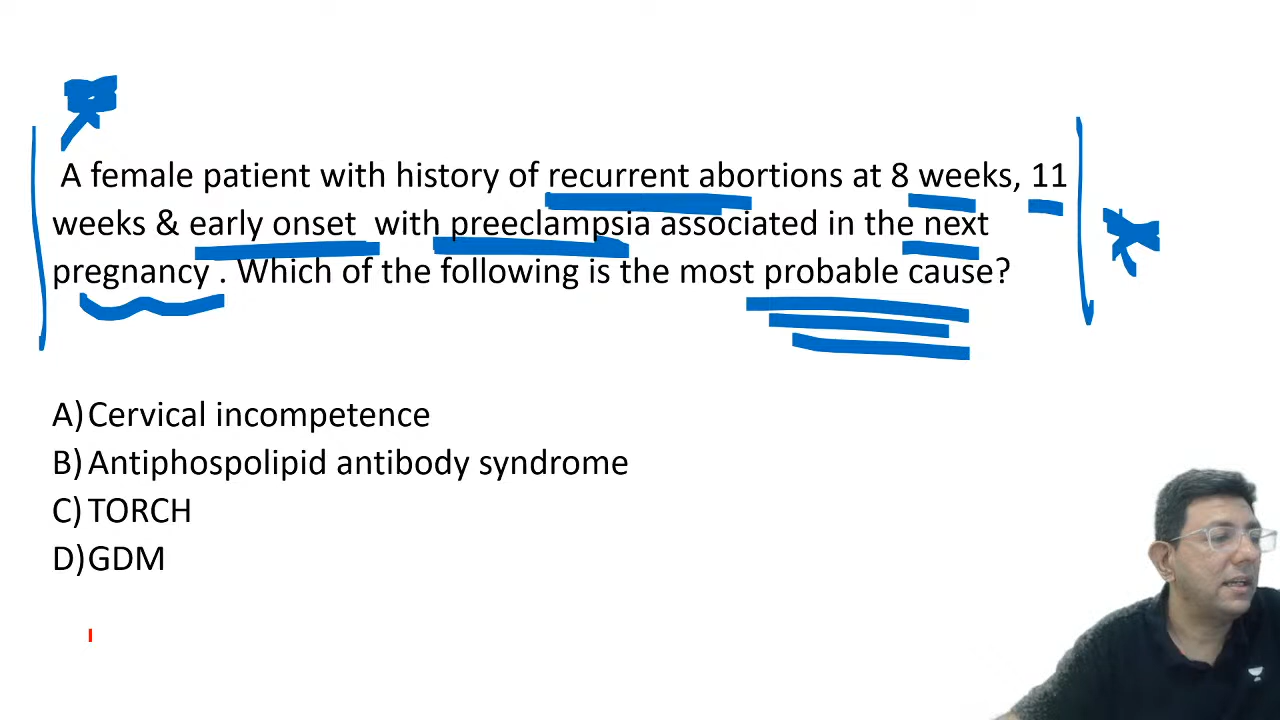 A female patient with history of recurrent abortions at 8 weeks, 11
weeks & early onset with preeclampsia associated in the next
pregnancy . Which of the following is the most probable cause?
A) Cervical incompetence
B) Antiphospolipid antibody syndrome
C) TORCH
D) GDM